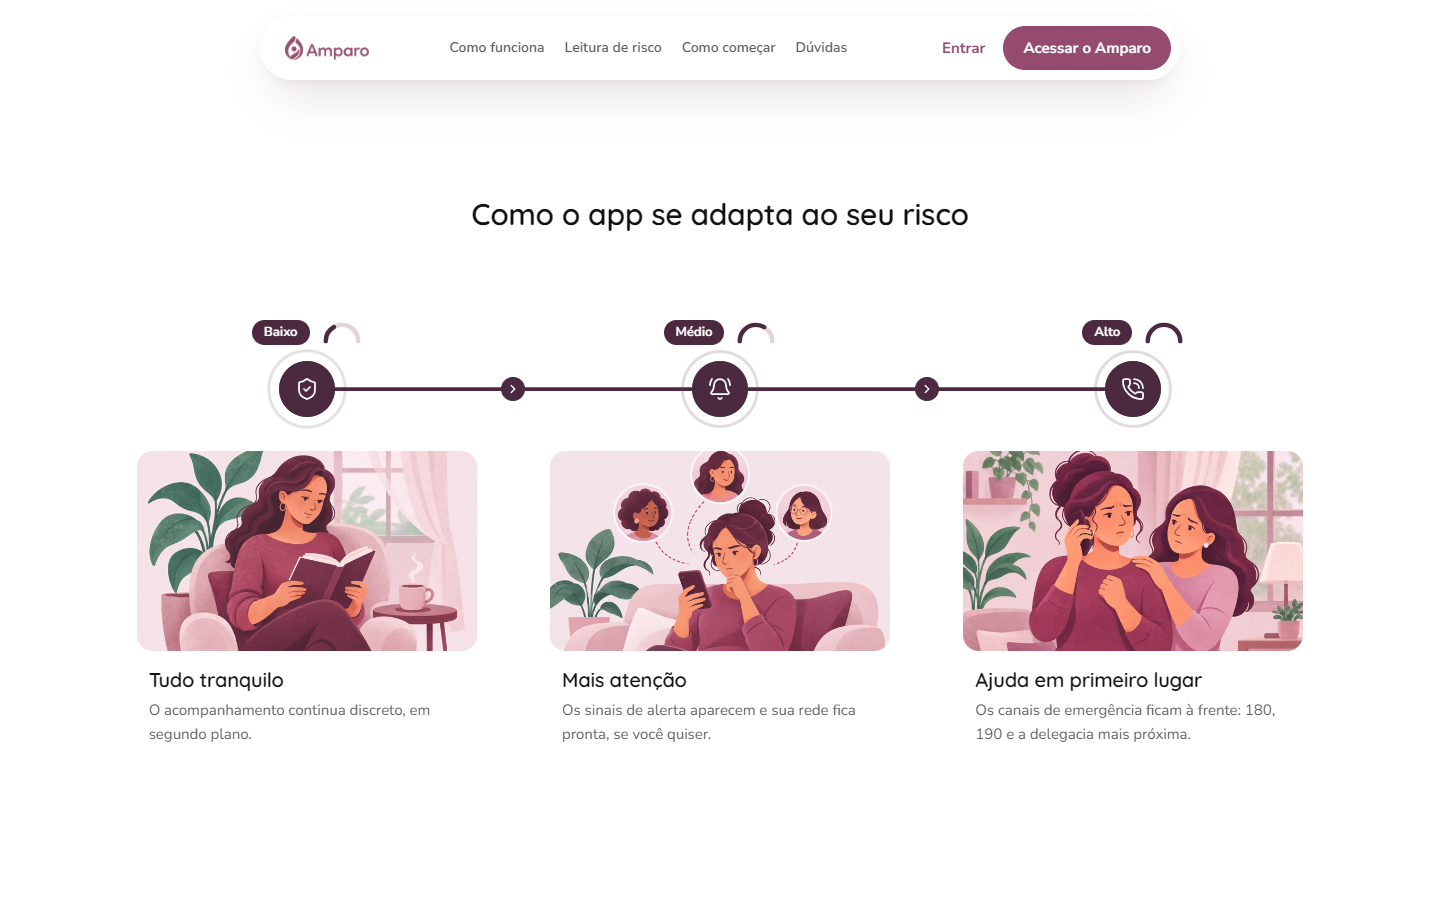 Amparo
Como funciona
Leitura de risco
Como começar
Dúvidas
Entrar
Acessar o Amparo
Como o app se adapta ao seu risco
Baixo
Médio
Alto
Tudo tranquilo
O acompanhamento continua discreto, em
segundo plano.
Mais atenção
Os sinais de alerta aparecem e sua rede fica
pronta, se você quiser.
Ajuda em primeiro lugar
Os canais de emergência ficam à frente: 180,
190 e a delegacia mais próxima.